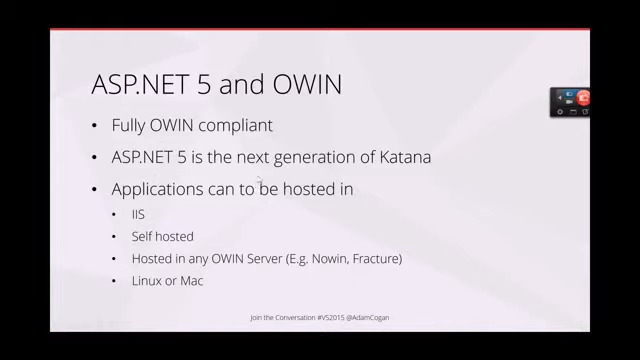 ASP.NET 5 and OWIN
• Fully OWIN compliant
• ASP.NET 5 is the next generation of Katana
• Applications can to be hosted in
• IIS
• Self hosted
• Hosted in any OWIN Server (E.g. Nowin, Fracture)
• Linux or Mac
Join the Conversation #VS2015 @AdamCogan